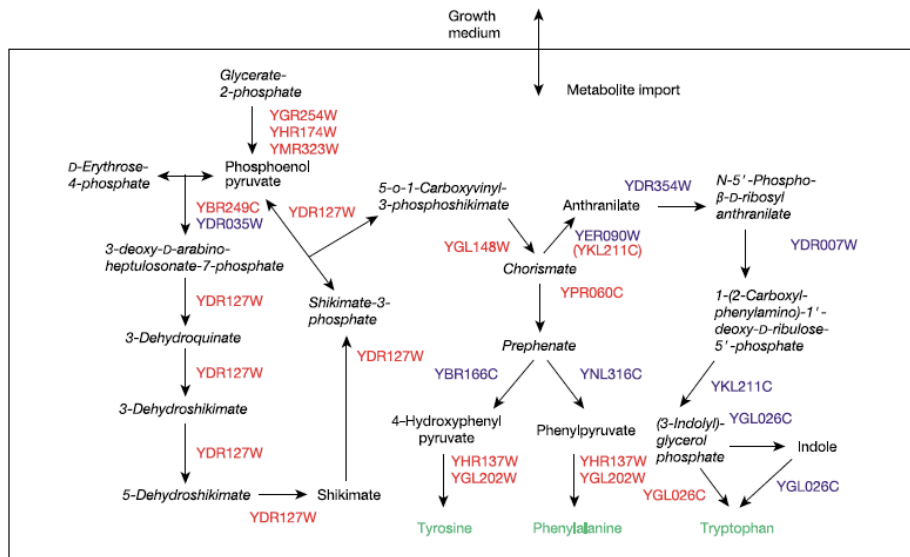 Growth
medium
Metabolite import
Glycerate-
2-phosphate
YGR254W
YHR174W
YMR323W
D-Erythrose-
4-phosphate
Phosphoenol
pyruvate
YBR249C
YDR035W
YDR127W
3-deoxy-D-arabino-
heptulosonate-7-phosphate
YDR127W
3-Dehydroquinate
YDR127W
3-Dehydroshikimate
YDR127W
5-Dehydroshikimate
YDR127W
Shikimate
YDR127W
Shikimate-3-
phosphate
5-o-1-Carboxyvinyl-
3-phosphoshikimate
YGL148W
Chorismate
YER090W
(YKL211C)
Anthranilate
YDR354W
N-5'-Phospho-
β-D-ribosyl
anthranilate
YDR007W
1-(2-Carboxyl-
phenylamino)-1'-
deoxy-D-ribulose-
5'-phosphate
YKL211C
(3-Indolyl)-
glycerol
phosphate
YGL026C
Indole
YGL026C
YGL026C
Tryptophan
YPR060C
Prephenate
YBR166C
YNL316C
4-Hydroxyphenyl
pyruvate
YHR137W
YGL202W
Tyrosine
Phenylpyruvate
YHR137W
YGL202W
Phenylalanine